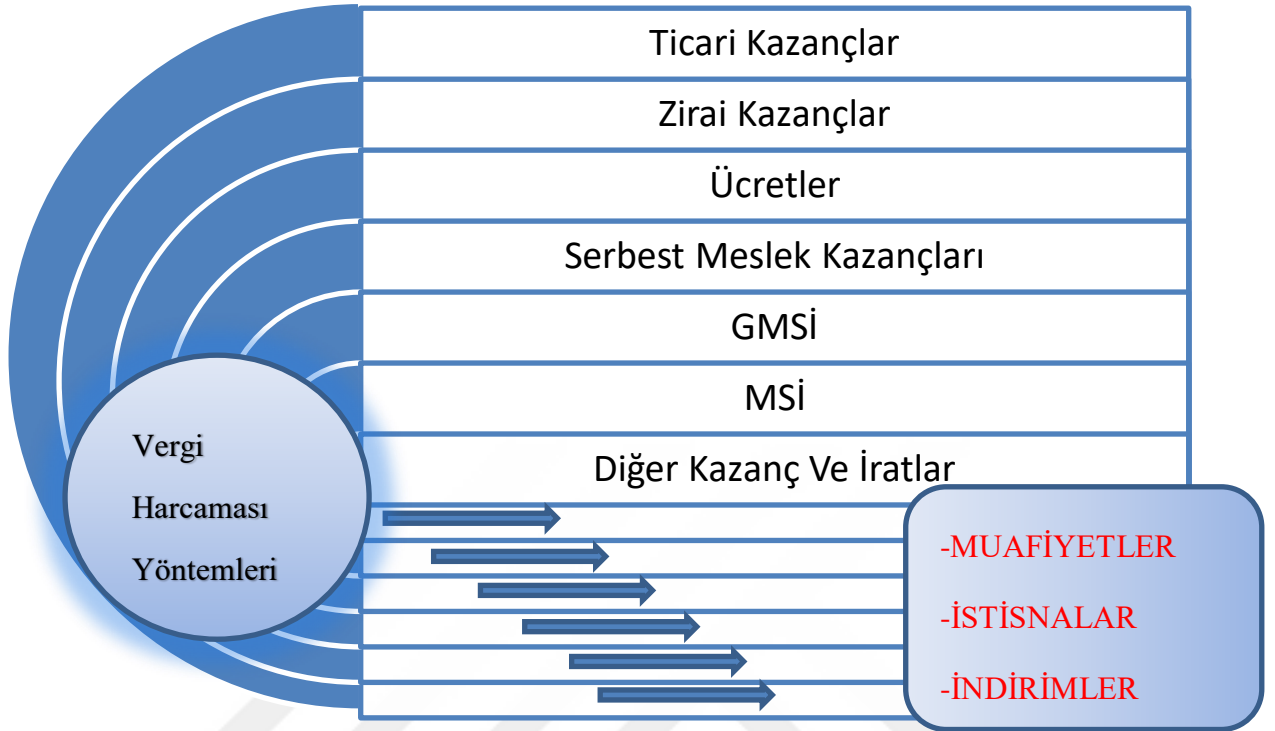 Ticari Kazançlar
Zirai Kazançlar
Ücretler
Serbest Meslek Kazançları
GMSİ
MSİ
Diğer Kazanç Ve İratlar
Vergi
Harcaması
Yöntemleri
-MUAFİYETLER
-İSTİSNALAR
-İNDİRİMLER